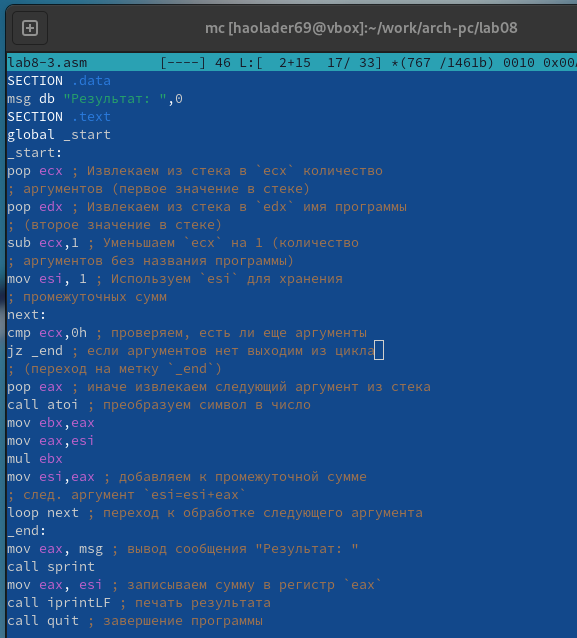 mc [haolader69@vbox]:~/work/arch-pc/lab08
lab8-3.asm [----] 46 L:[ 2+15 17/ 33] *(767 /1461b) 0010 0x00A
SECTION .data
msg db "Результат: ",0
SECTION .text
global _start
_start:
pop ecx ; Извлекаем из стека в `ecx` количество
; аргументов (первое значение в стеке)
pop edx ; Извлекаем из стека в `edx` имя программы
; (второе значение в стеке)
sub ecx,1 ; Уменьшаем `ecx` на 1 (количество
; аргументов без названия программы)
mov esi, 1 ; Используем `esi` для хранения
; промежуточных сумм
next:
cmp ecx,0h ; проверяем, есть ли еще аргументы
jz _end ; если аргументов нет выходим из цикла
; (переход на метку `_end`)
pop eax ; иначе извлекаем следующий аргумент из стека
call atoi ; преобразуем символ в число
mov ebx,eax
mov eax,esi
mul ebx
mov esi,eax ; добавляем к промежуточной сумме
; след. аргумент `esi=esi+eax`
loop next ; переход к обработке следующего аргумента
_end:
mov eax, msg ; вывод сообщения "Результат: "
call sprint
mov eax, esi ; записываем сумму в регистр `eax`
call iprintLF ; печать результата
call quit ; завершение программы